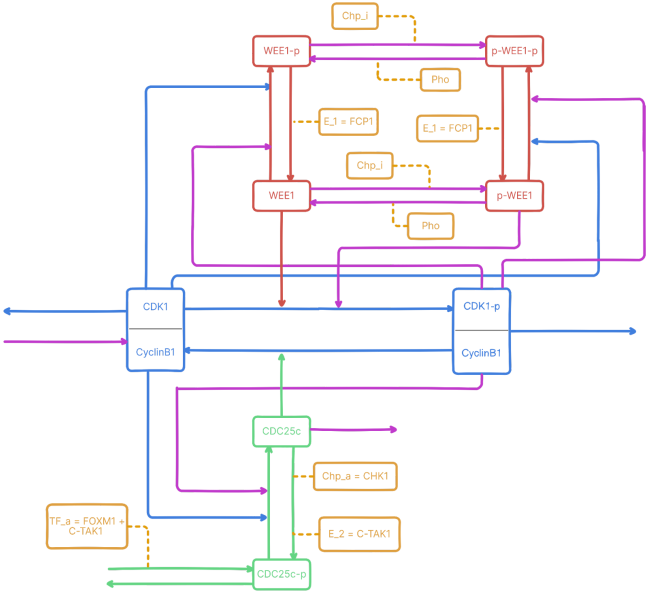 Chp_i
WEE1-p
p-WEE1-p
Pho
E_1 = FCP1
E_1 = FCP1
Chp_i
WEE1
p-WEE1
Pho
CDK1
CyclinB1
CDK1-p
CyclinB1
CDC25c
Chp_a = CHK1
TF_a = FOXM1 +
C-TAK1
E_2 = C-TAK1
CDC25c-p